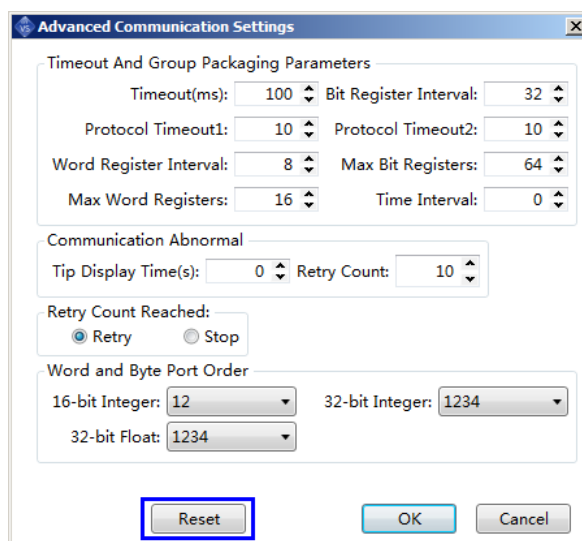 VS Advanced Communication Settings
Timeout And Group Packaging Parameters
Timeout(ms): 100 Bit Register Interval: 32
Protocol Timeout1: 10 Protocol Timeout2: 10
Word Register Interval: 8 Max Bit Registers: 64
Max Word Registers: 16 Time Interval: 0
Communication Abnormal
Tip Display Time(s): 0 Retry Count: 10
Retry Count Reached:
Retry Stop
Word and Byte Port Order
16-bit Integer: 12 32-bit Integer: 1234
32-bit Float: 1234
Reset OK Cancel